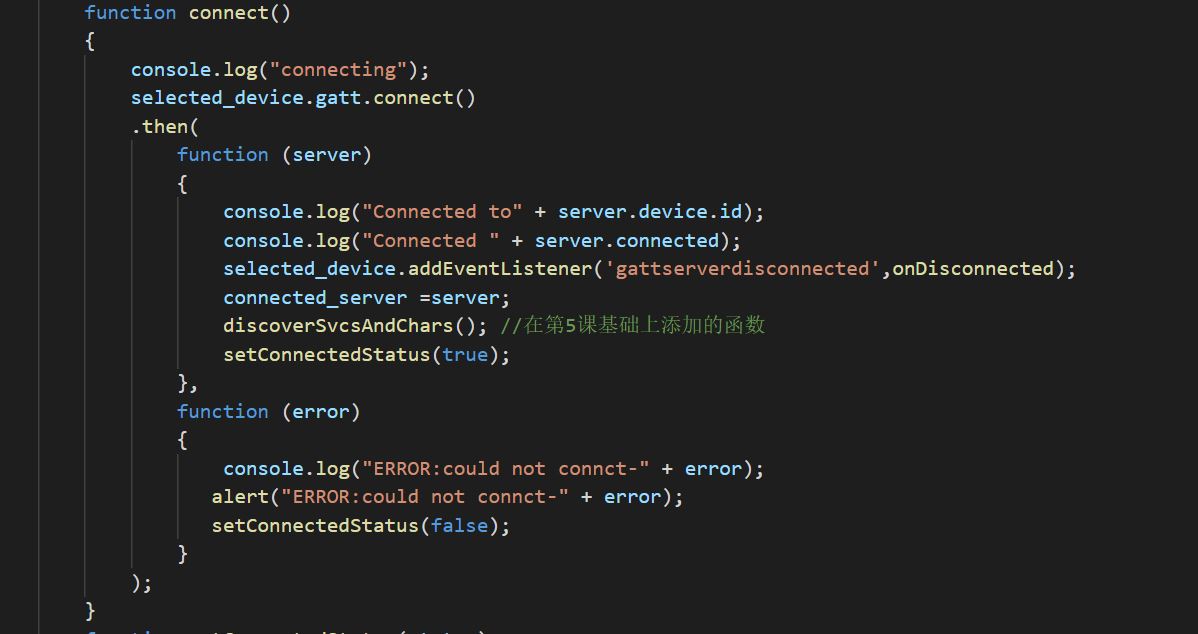 function connect()
{
console.log("connecting");
selected_device.gatt.connect()
.then(
function (server)
{
console.log("Connected to" + server.device.id);
console.log("Connected " + server.connected);
selected_device.addEventListener('gattserverdisconnected',onDisconnected);
connected_server =server;
discoverSvcsAndChars(); //在第5课基础上添加的函数
setConnectedStatus(true);
},
function (error)
{
console.log("ERROR:could not connct-" + error);
alert("ERROR:could not connct-" + error);
setConnectedStatus(false);
}
);
}